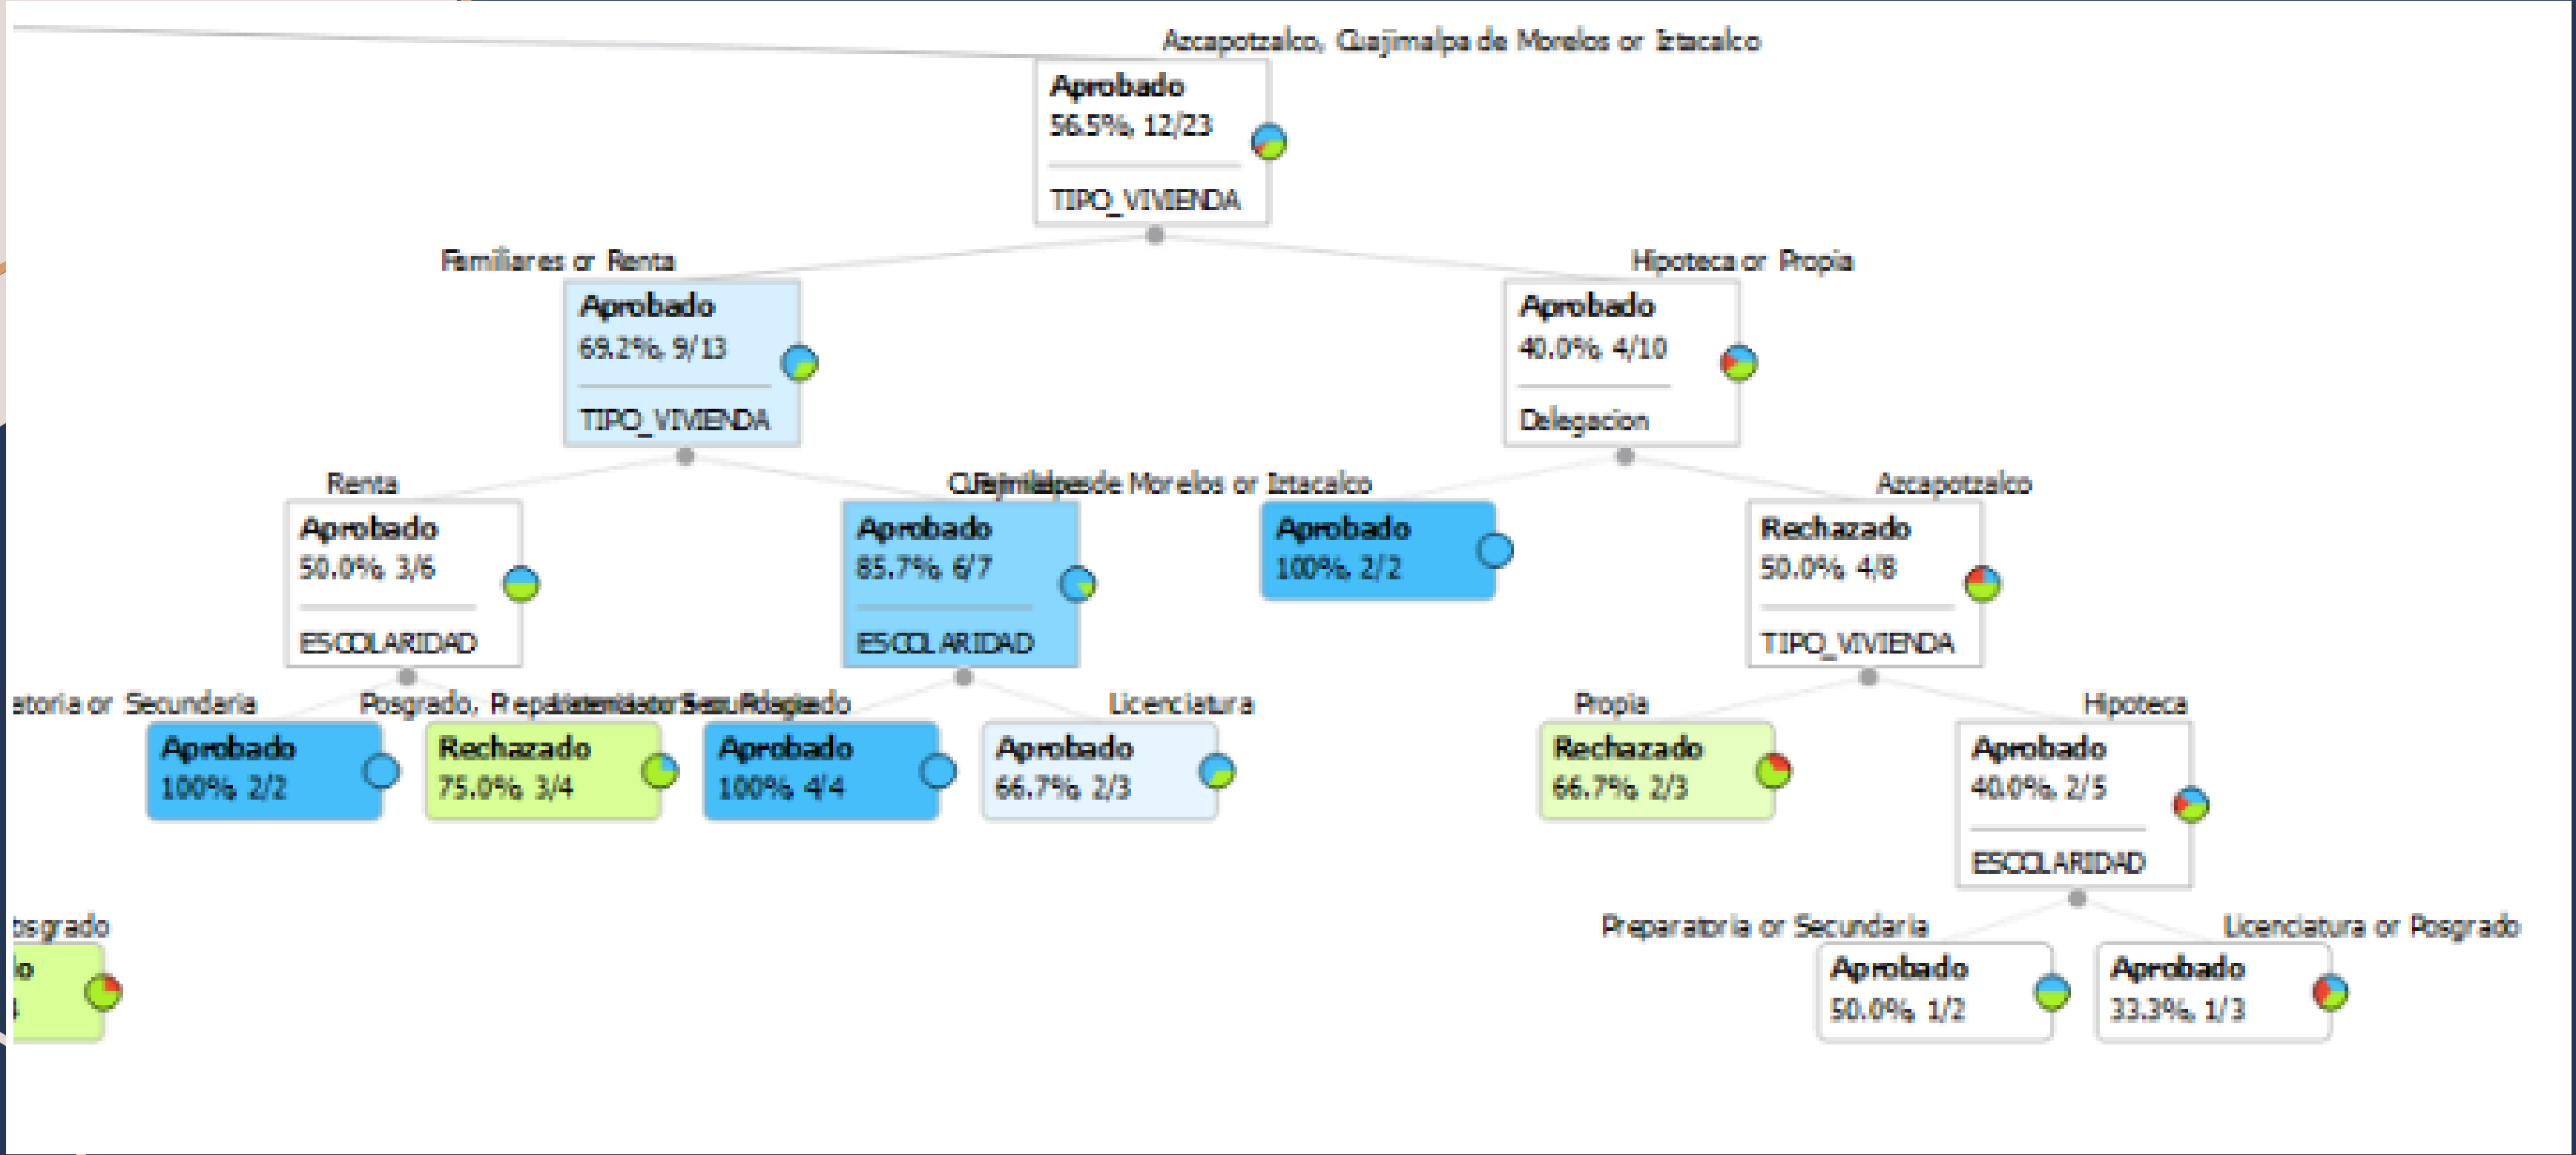 Azcapotzalco, Cuajimalpa de Morelos or Iztacalco
Aprobado
56.5%, 12/23
TIPO_VIVIENDA
Familiares or Renta
Hipoteca or Propia
Aprobado
69.2%, 9/13
TIPO_VIVIENDA
Aprobado
40.0%, 4/10
Delegacion
Renta
de Morelos or Iztacalco
Azcapotzalco
Aprobado
50.0%, 3/6
ESCOLARIDAD
Aprobado
85.7%, 6/7
ESCOLARIDAD
Aprobado
100%, 2/2
Rechazado
50.0%, 4/8
TIPO_VIVIENDA
or Secundaria
Posgrado,
Licenciatura
Propia
Hipoteca
Aprobado
100%, 2/2
Rechazado
75.0%, 3/4
Aprobado
100%, 4/4
Aprobado
66.7%, 2/3
Rechazado
66.7%, 2/3
Aprobado
40.0%, 2/5
ESCOLARIDAD
Preparatoria or Secundaria
Licenciatura or Posgrado
Aprobado
50.0%, 1/2
Aprobado
33.3%, 1/3